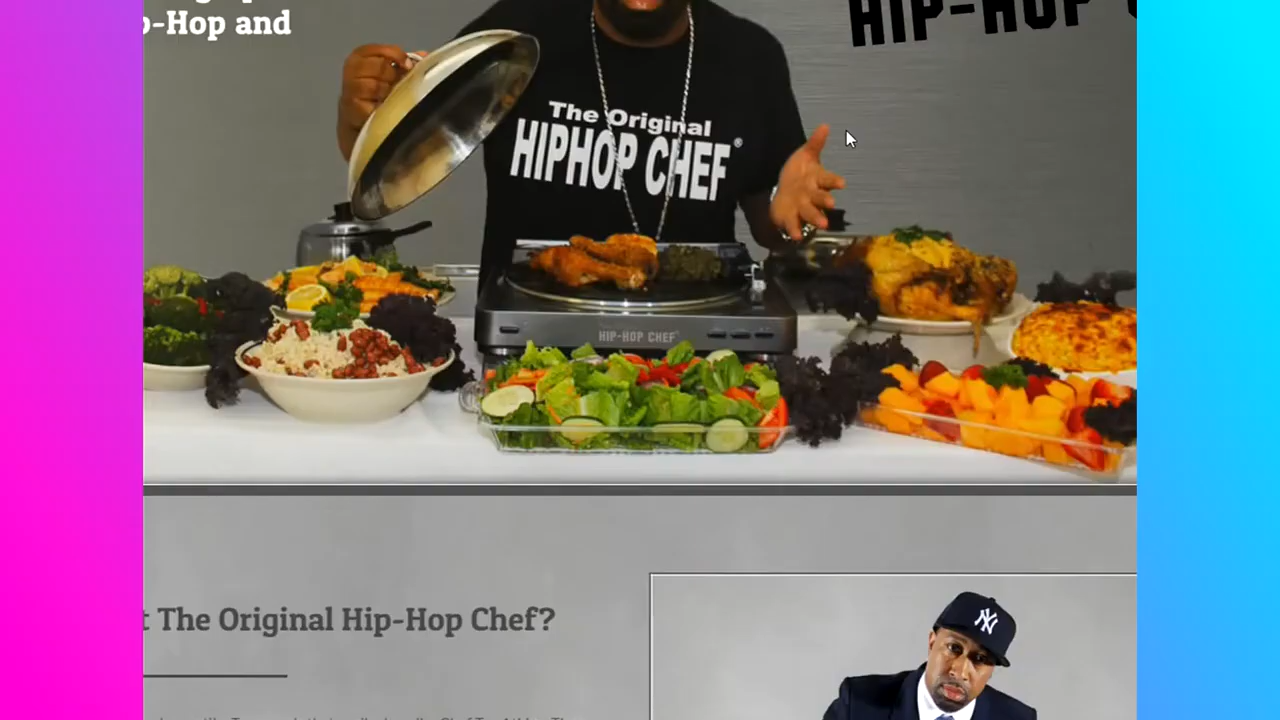 p-Hop and
HIP-HOP
The Original
HIPHOP CHEF®
HIP-HOP CHEF
NY
t The Original Hip-Hop Chef?